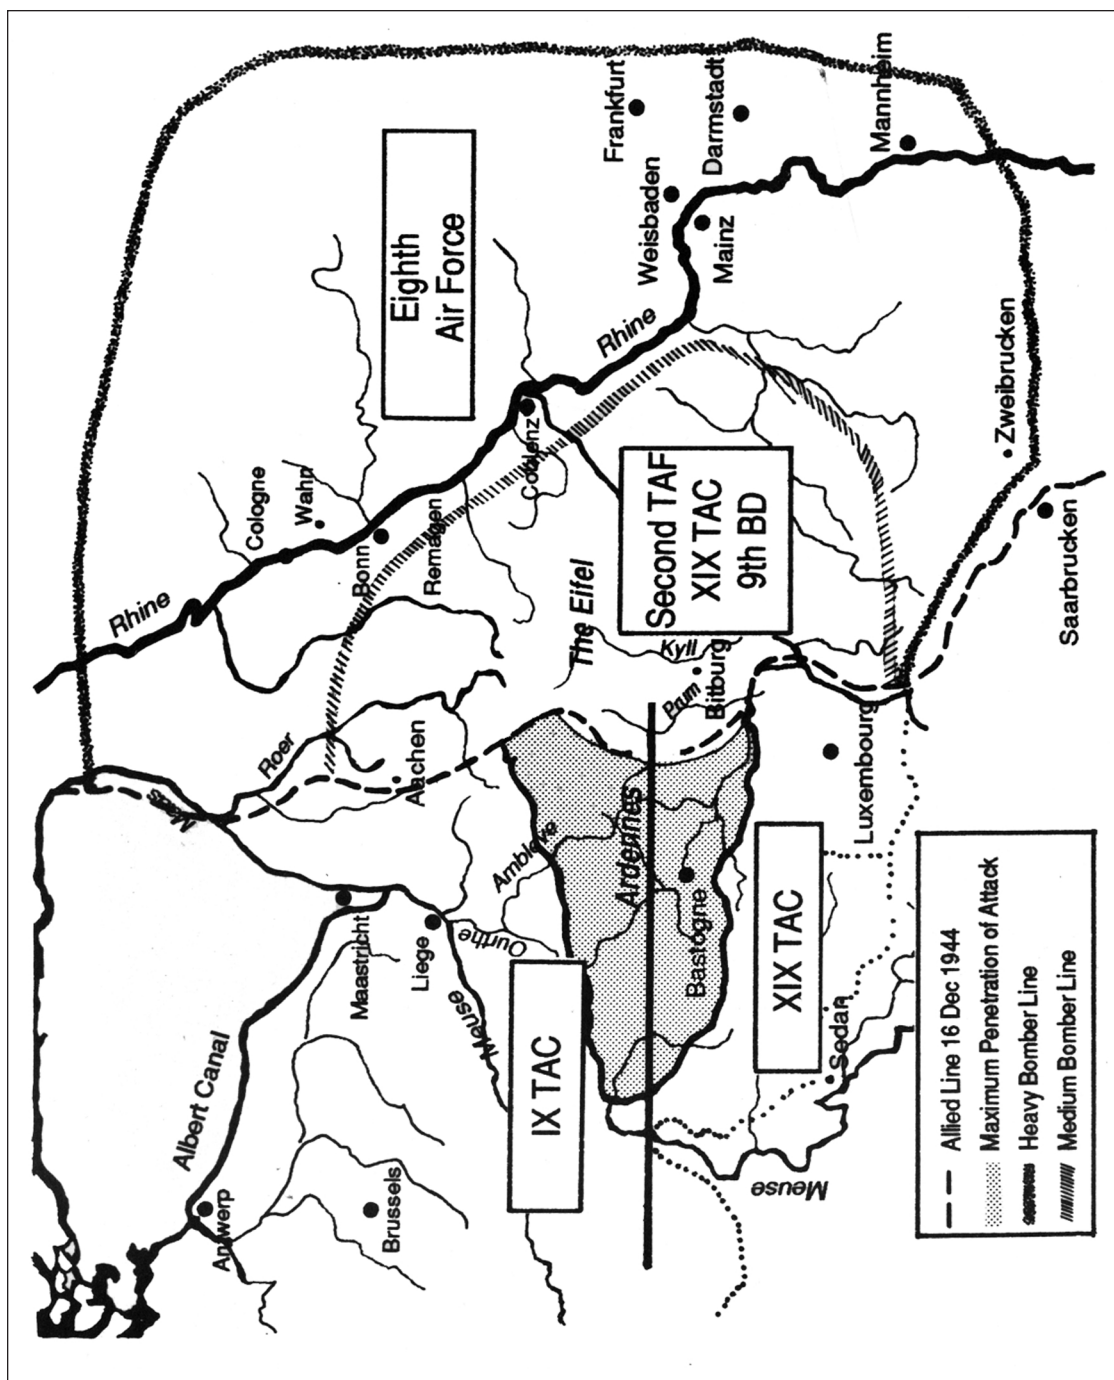 Albert Canal
Maas
Rhine
Antwerp
Roer
Cologne
Wahn
Maastricht
Bonn
Brussels
Aachen
Liege
Remagen
Eighth
Air Force
Meuse
Ourthe
Ambleve
Coblenz
IX TAC
The Eifel
Rhine
Frankfurt
Ardennes
Weisbaden
Second TAF
XIX TAC
9th BD
Kyll
Prum
Bitburg
Bastogne
Mainz
Darmstadt
XIX TAC
Meuse
Sedan
Luxembourg
Mannheim
Zweibrucken
Saarbrucken
Allied Line 16 Dec 1944
Maximum Penetration of Attack
Heavy Bomber Line
Medium Bomber Line